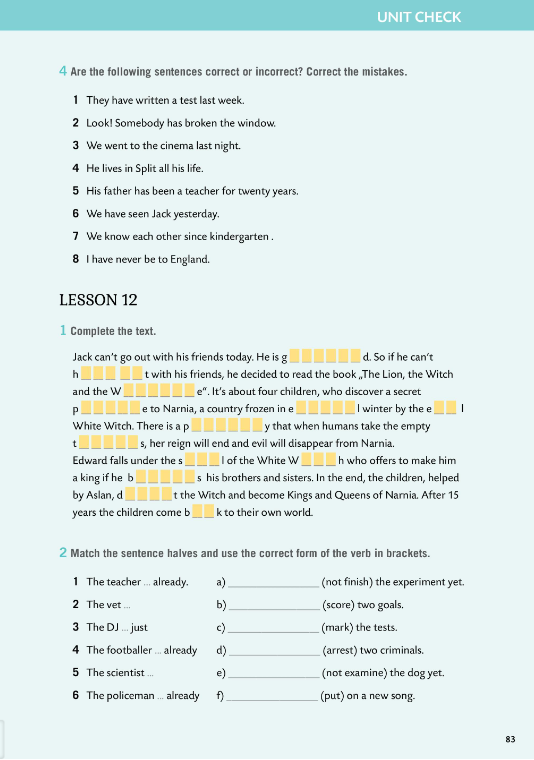 UNIT CHECK
4 Are the following sentences correct or incorrect? Correct the mistakes.
1 They have written a test last week.
2 Look! Somebody has broken the window.
3 We went to the cinema last night.
4 He lives in Split all his life.
5 His father has been a teacher for twenty years.
6 We have seen Jack yesterday.
7 We know each other since kindergarten .
8 I have never be to England.
LESSON 12
1 Complete the text.
Jack can't go out with his friends today. He is g _ _ _ _ _ _ d. So if he can't
h _ _ _ _ _ t with his friends, he decided to read the book „The Lion, the Witch
and the W _ _ _ _ _ _ e“. It's about four children, who discover a secret
p _ _ _ _ _ e to Narnia, a country frozen in e _ _ _ _ _ l winter by the e _ _ l
White Witch. There is a p _ _ _ _ _ _ y that when humans take the empty
t _ _ _ _ _ s, her reign will end and evil will disappear from Narnia.
Edward falls under the s _ _ _ l of the White W _ _ _ h who offers to make him
a king if he b _ _ _ _ _ s his brothers and sisters. In the end, the children, helped
by Aslan, d _ _ _ _ t the Witch and become Kings and Queens of Narnia. After 15
years the children come b _ _ k to their own world.
2 Match the sentence halves and use the correct form of the verb in brackets.
1 The teacher ... already. a) ________________ (not finish) the experiment yet.
2 The vet ... b) ________________ (score) two goals.
3 The DJ ... just c) ________________ (mark) the tests.
4 The footballer ... already d) ________________ (arrest) two criminals.
5 The scientist ... e) ________________ (not examine) the dog yet.
6 The policeman ... already f) ________________ (put) on a new song.
83